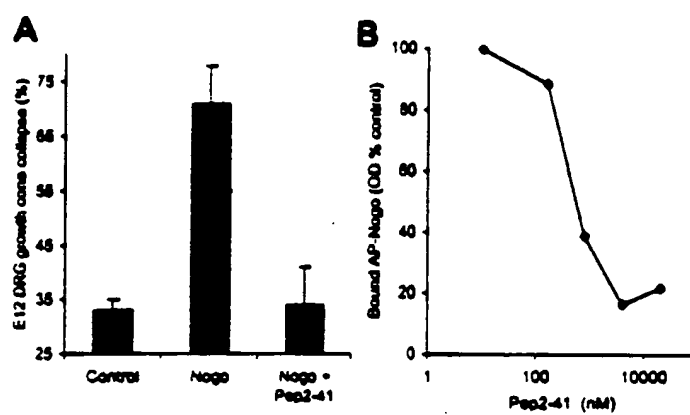 A
E12 DRG growth cone collapse (%)
75
65
55
45
35
25
Control
Nogo
Nogo +
Pep2-41
B
Bound AP-Nogo (OD % control)
100
80
60
40
20
0
1
100
10000
Pep2-41 (nM)